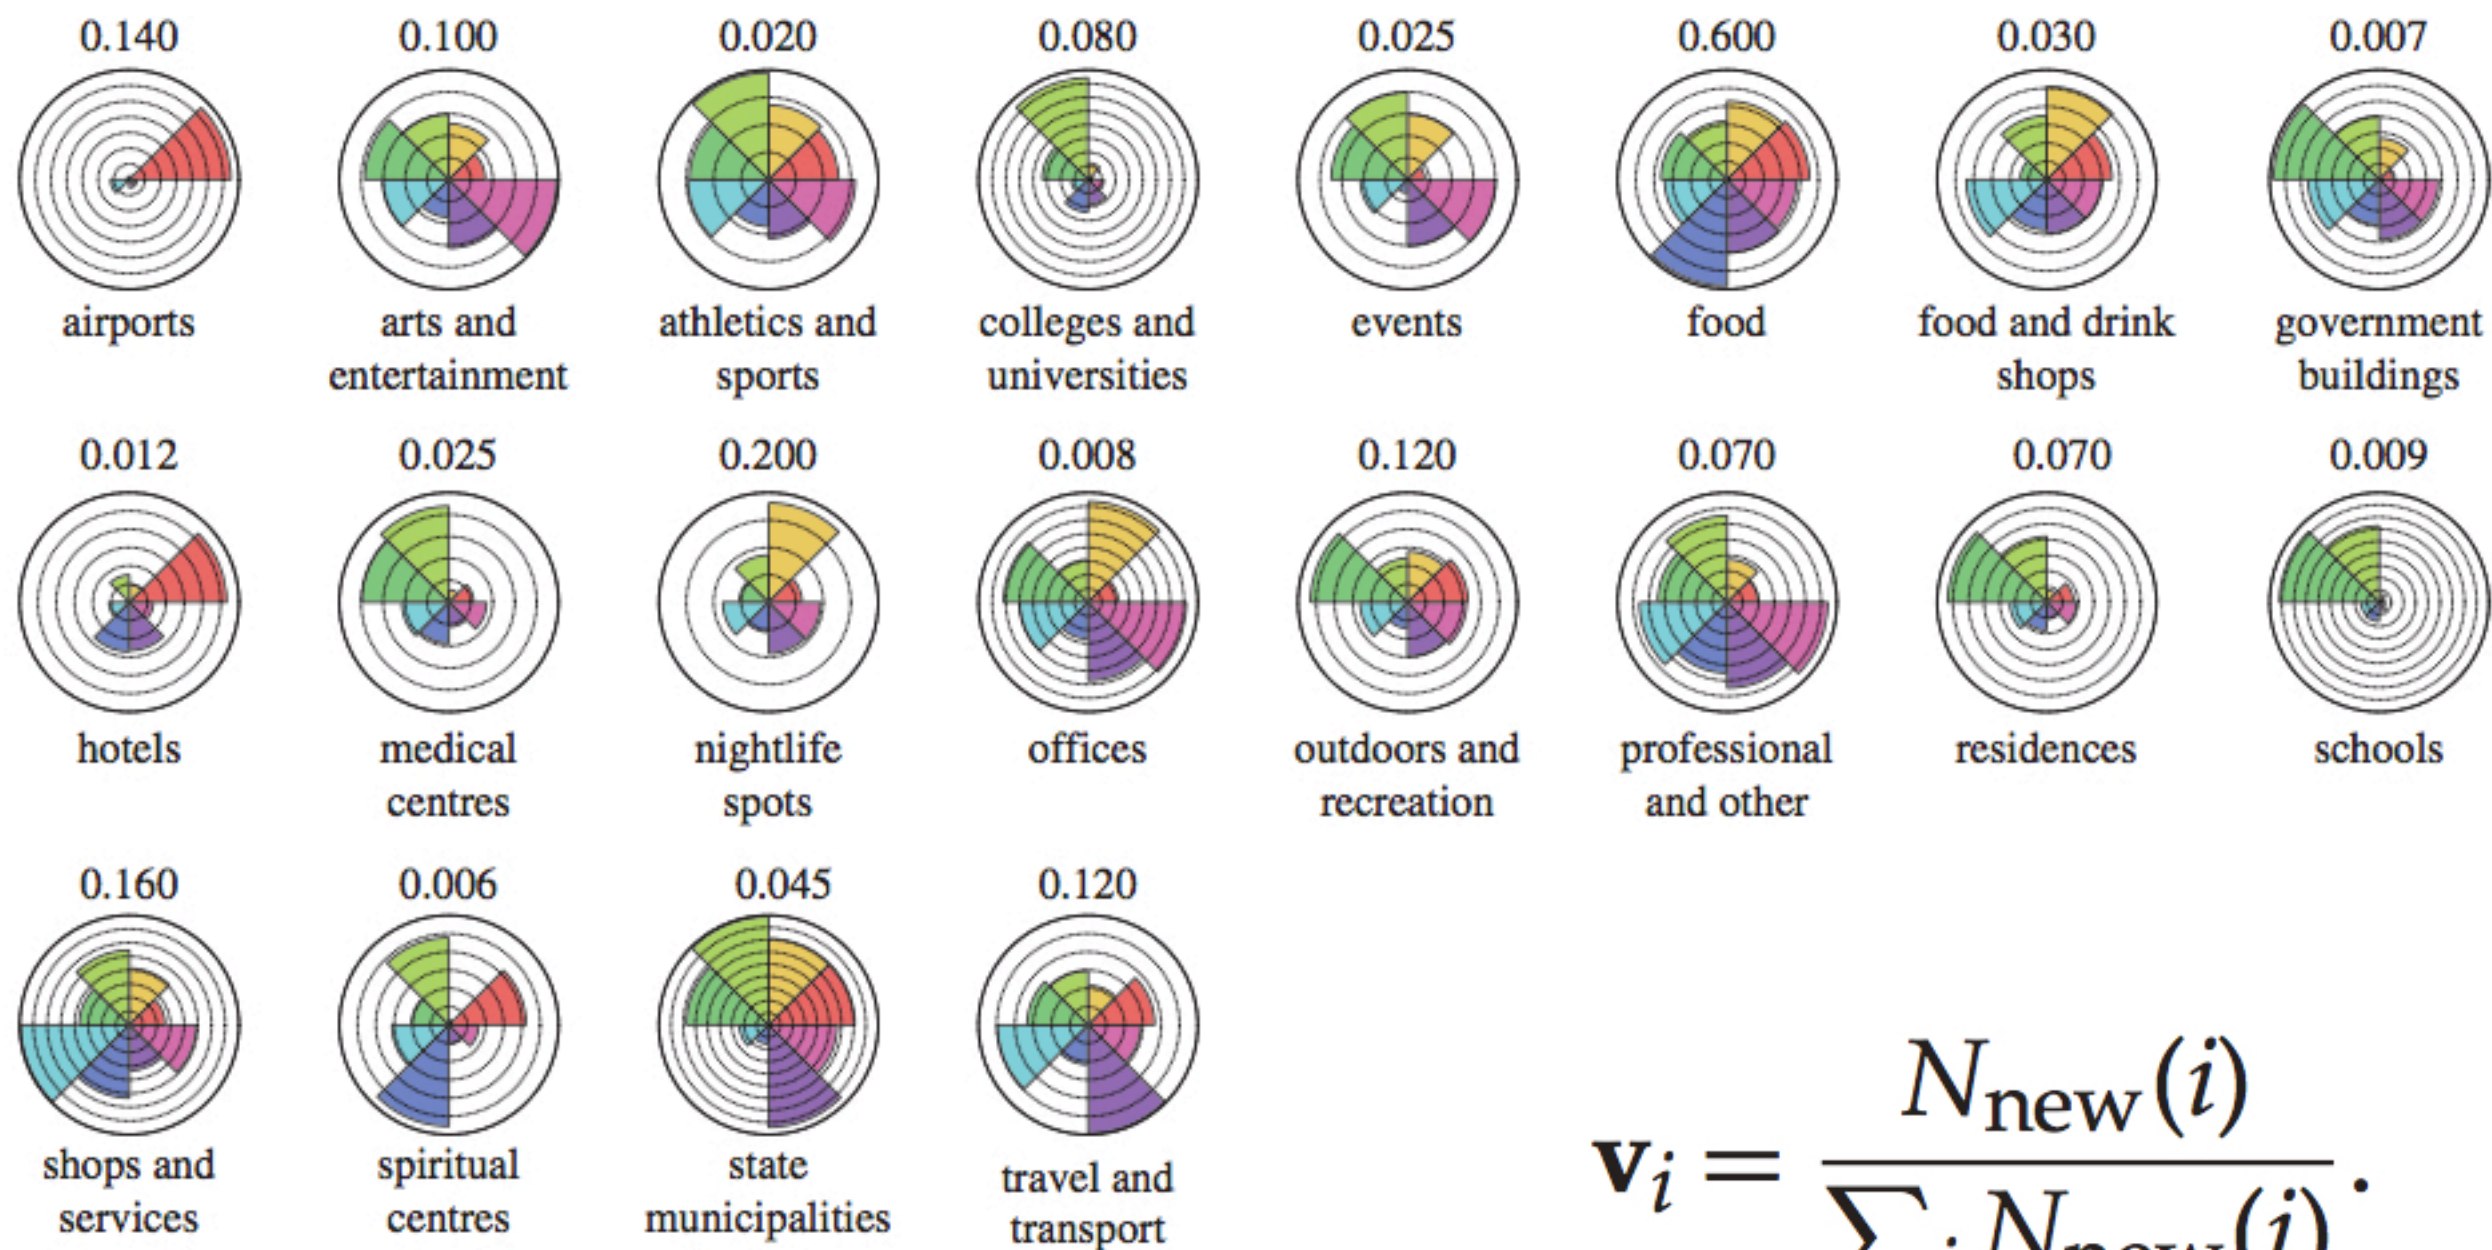 0.140 0.100 0.020 0.080 0.025 0.600 0.030 0.007
airports arts and athletics and colleges and events food food and drink government
entertainment sports universities shops buildings
0.012 0.025 0.200 0.008 0.120 0.070 0.070 0.009
hotels medical nightlife offices outdoors and professional residences schools
centres spots recreation and other
0.160 0.006 0.045 0.120
shops and spiritual state travel and
services centres municipalities transport
N_new(i)
v_i = ———.
∑_i N_new(i)